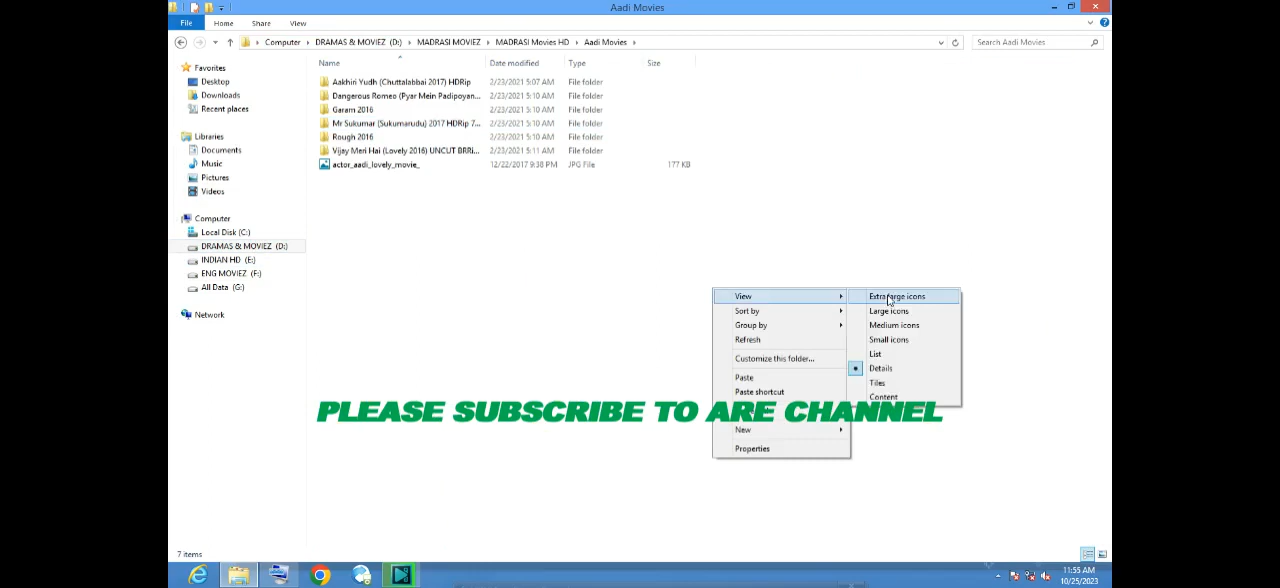 Aadi Movies
File Home Share View
Computer DRAMAS & MOVIEZ (D:) MADRASI MOVIEZ MADRASI Movies HD Aadi Movies Search Aadi Movies
Name Date modified Type Size
Favorites
Desktop
Downloads
Recent places
Libraries
Documents
Music
Pictures
Videos
Computer
Local Disk (C:)
DRAMAS & MOVIEZ (D:)
INDIAN HD (E:)
ENG MOVIEZ (F:)
All Data (G:)
Network
Aakhiri Yudh (Chuttalabbai 2017) HDRip 2/23/2021 5:07 AM File folder
Dangerous Romeo (Pyar Mein Padipoyan... 2/23/2021 5:10 AM File folder
Garam 2016 2/23/2021 5:10 AM File folder
Mr Sukumar (Sukumarudu) 2017 HDRip 7... 2/23/2021 5:10 AM File folder
Rough 2016 2/23/2021 5:10 AM File folder
Vijay Meri Hai (Lovely 2016) UNCUT BRRi... 2/23/2021 5:11 AM File folder
actor_aadi_lovely_movie_ 12/22/2017 9:38 PM JPG File 177 KB
View
Sort by
Group by
Refresh
Customize this folder...
Paste
Paste shortcut
New
Properties
Extra large icons
Large icons
Medium icons
Small icons
List
Details
Tiles
Content
PLEASE SUBSCRIBE TO ARE CHANNEL
7 items
11:55 AM
10/25/2023